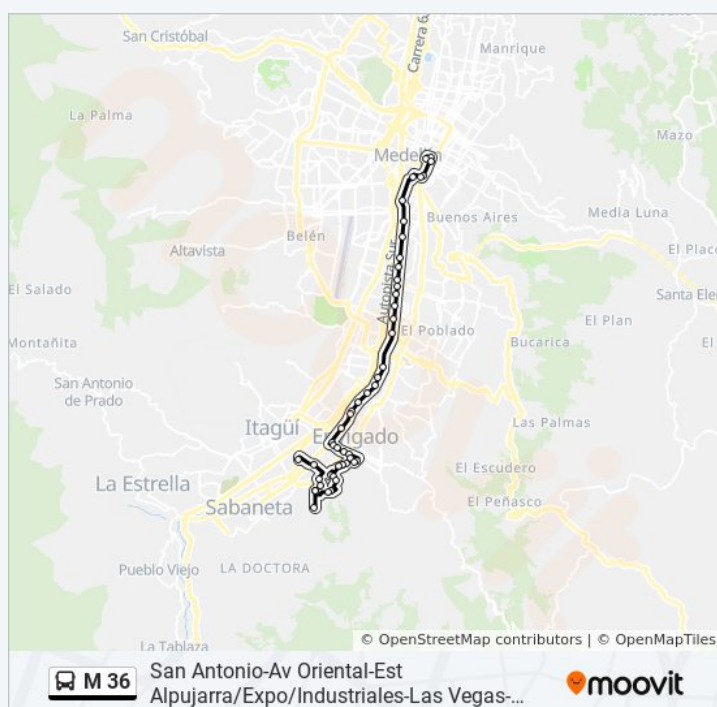 San Cristóbal
Carrera 6
Manrique
La Palma
Mazo
Medellín
Media Luna
Buenos Aires
Belén
Altavista
El Place
El Salado
Autopista Sur
Santa Ele
El Plan
El Poblado
Montañita
Bucarica
San Antonio
de Prado
Las Palmas
Itagüí
Envigado
El Escudero
La Estrella
El Peñasco
Sabaneta
Pueblo Viejo
LA DOCTORA
La Tablaza
© OpenStreetMap contributors | © OpenMapTiles
M 36
San Antonio-Av Oriental-Est
Alpujarra/Expo/Industriales-Las Vegas-...
moovit